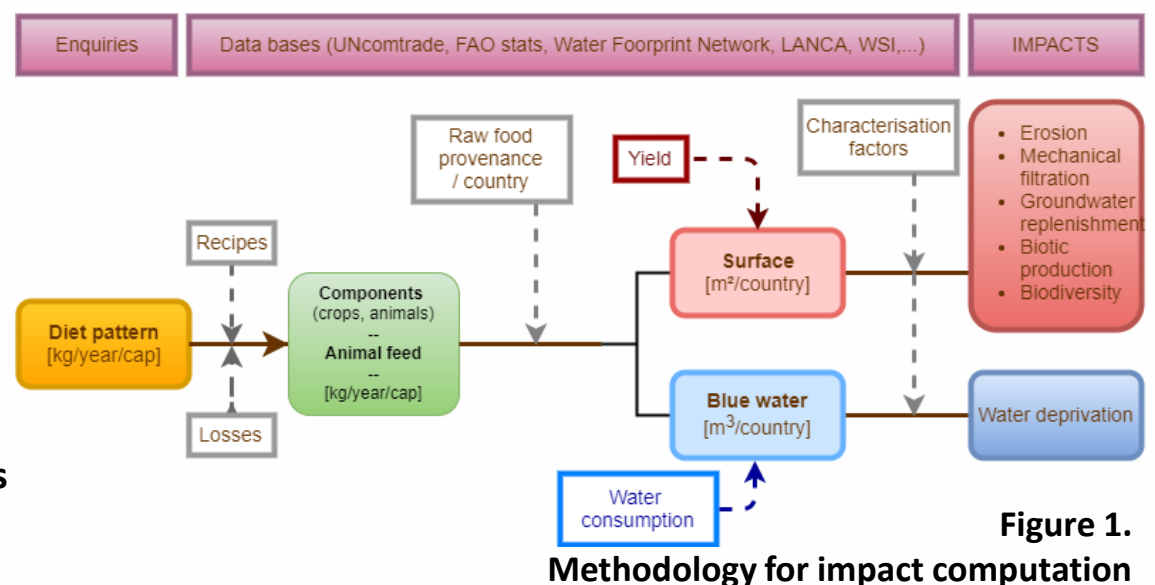 Enquiries
Data bases (UNcomtrade, FAO stats, Water Foorprint Network, LANCA, WSI,...)
IMPACTS
Raw food
provenance
/ country
Yield
Characterisation
factors
• Erosion
• Mechanical
filtration
• Groundwater
replenishment
• Biotic
production
• Biodiversity
Recipes
Surface
[m²/country]
Components
(crops, animals)
--
Animal feed
--
[kg/year/cap]
Diet pattern
[kg/year/cap]
Blue water
[m³/country]
Water deprivation
Losses
s
Water
consumption
Figure 1.
Methodology for impact computation